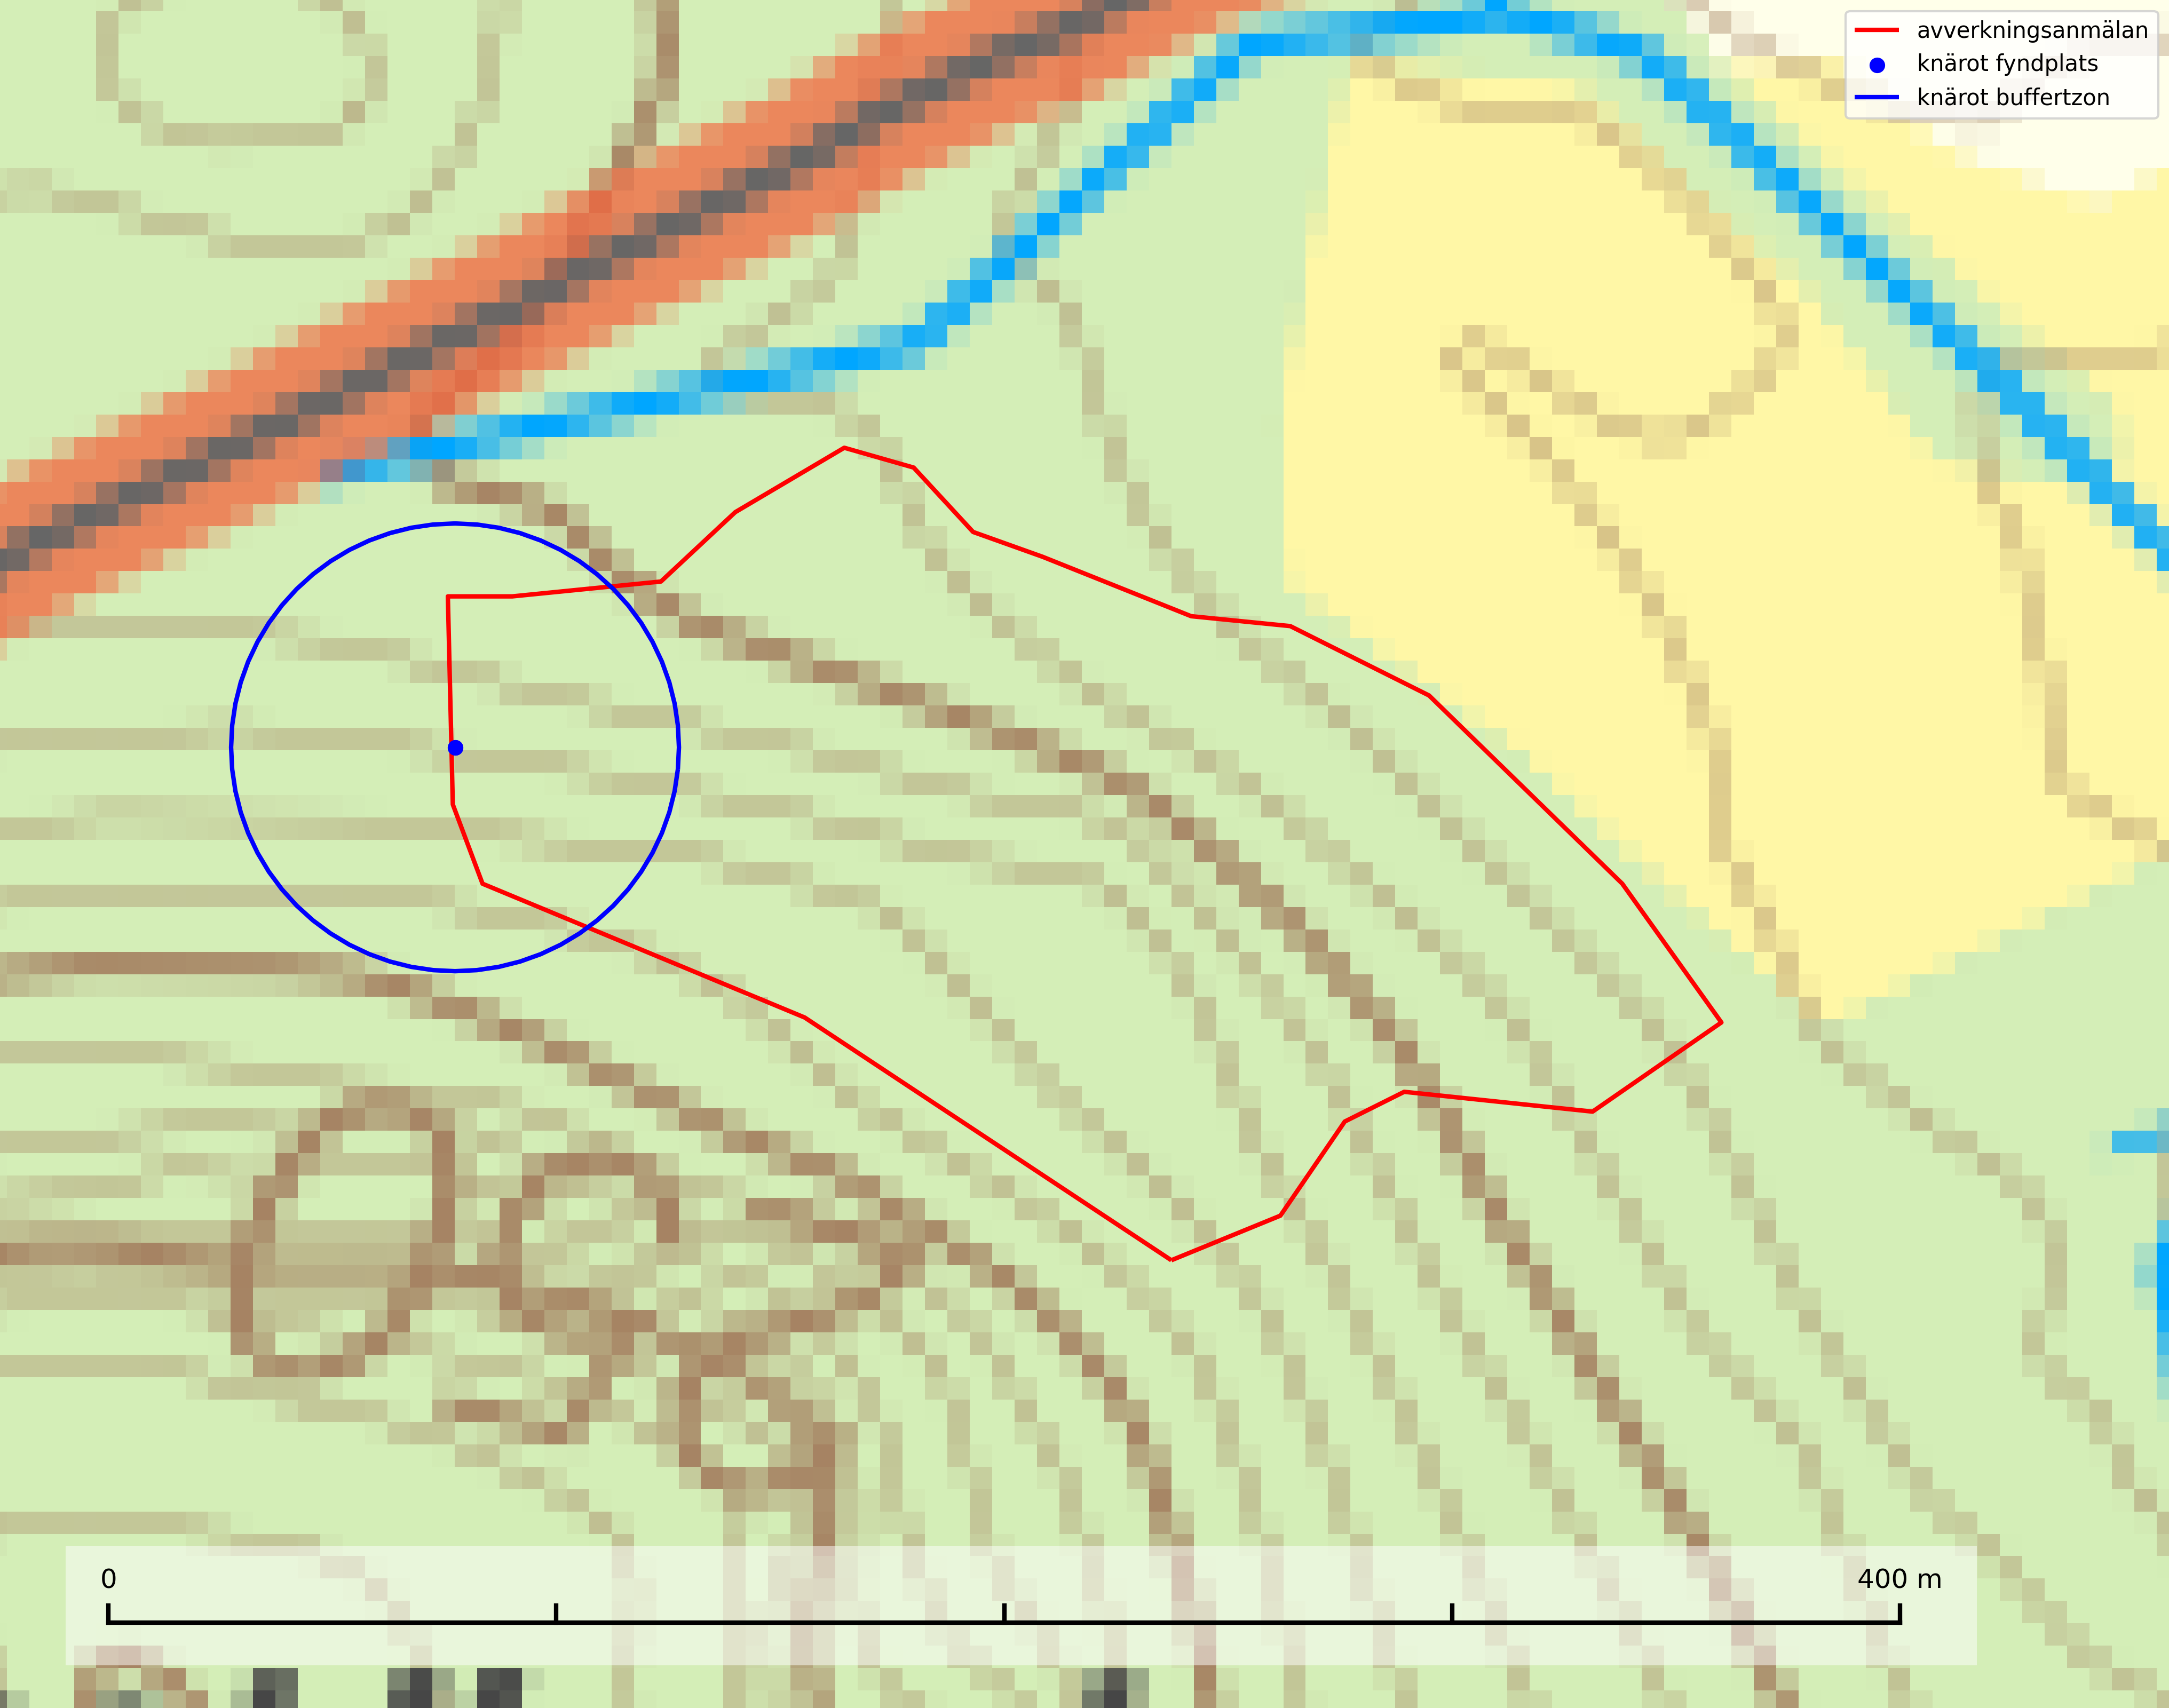 avverkningsanmälan
knärot fyndplats
knärot buffertzon
0 400 m